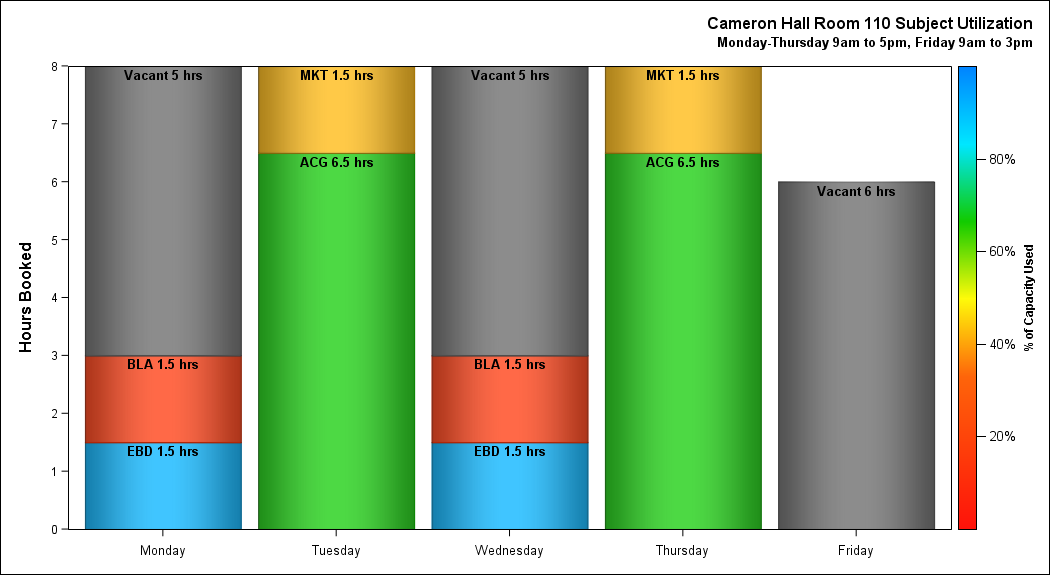 Cameron Hall Room 110 Subject Utilization
Monday-Thursday 9am to 5pm, Friday 9am to 3pm
Hours Booked
8
7
6
5
4
3
2
1
0
Vacant 5 hrs
BLA 1.5 hrs
EBD 1.5 hrs
MKT 1.5 hrs
ACG 6.5 hrs
Vacant 5 hrs
BLA 1.5 hrs
EBD 1.5 hrs
MKT 1.5 hrs
ACG 6.5 hrs
Vacant 6 hrs
Monday
Tuesday
Wednesday
Thursday
Friday
80%
60%
40%
20%
% of Capacity Used